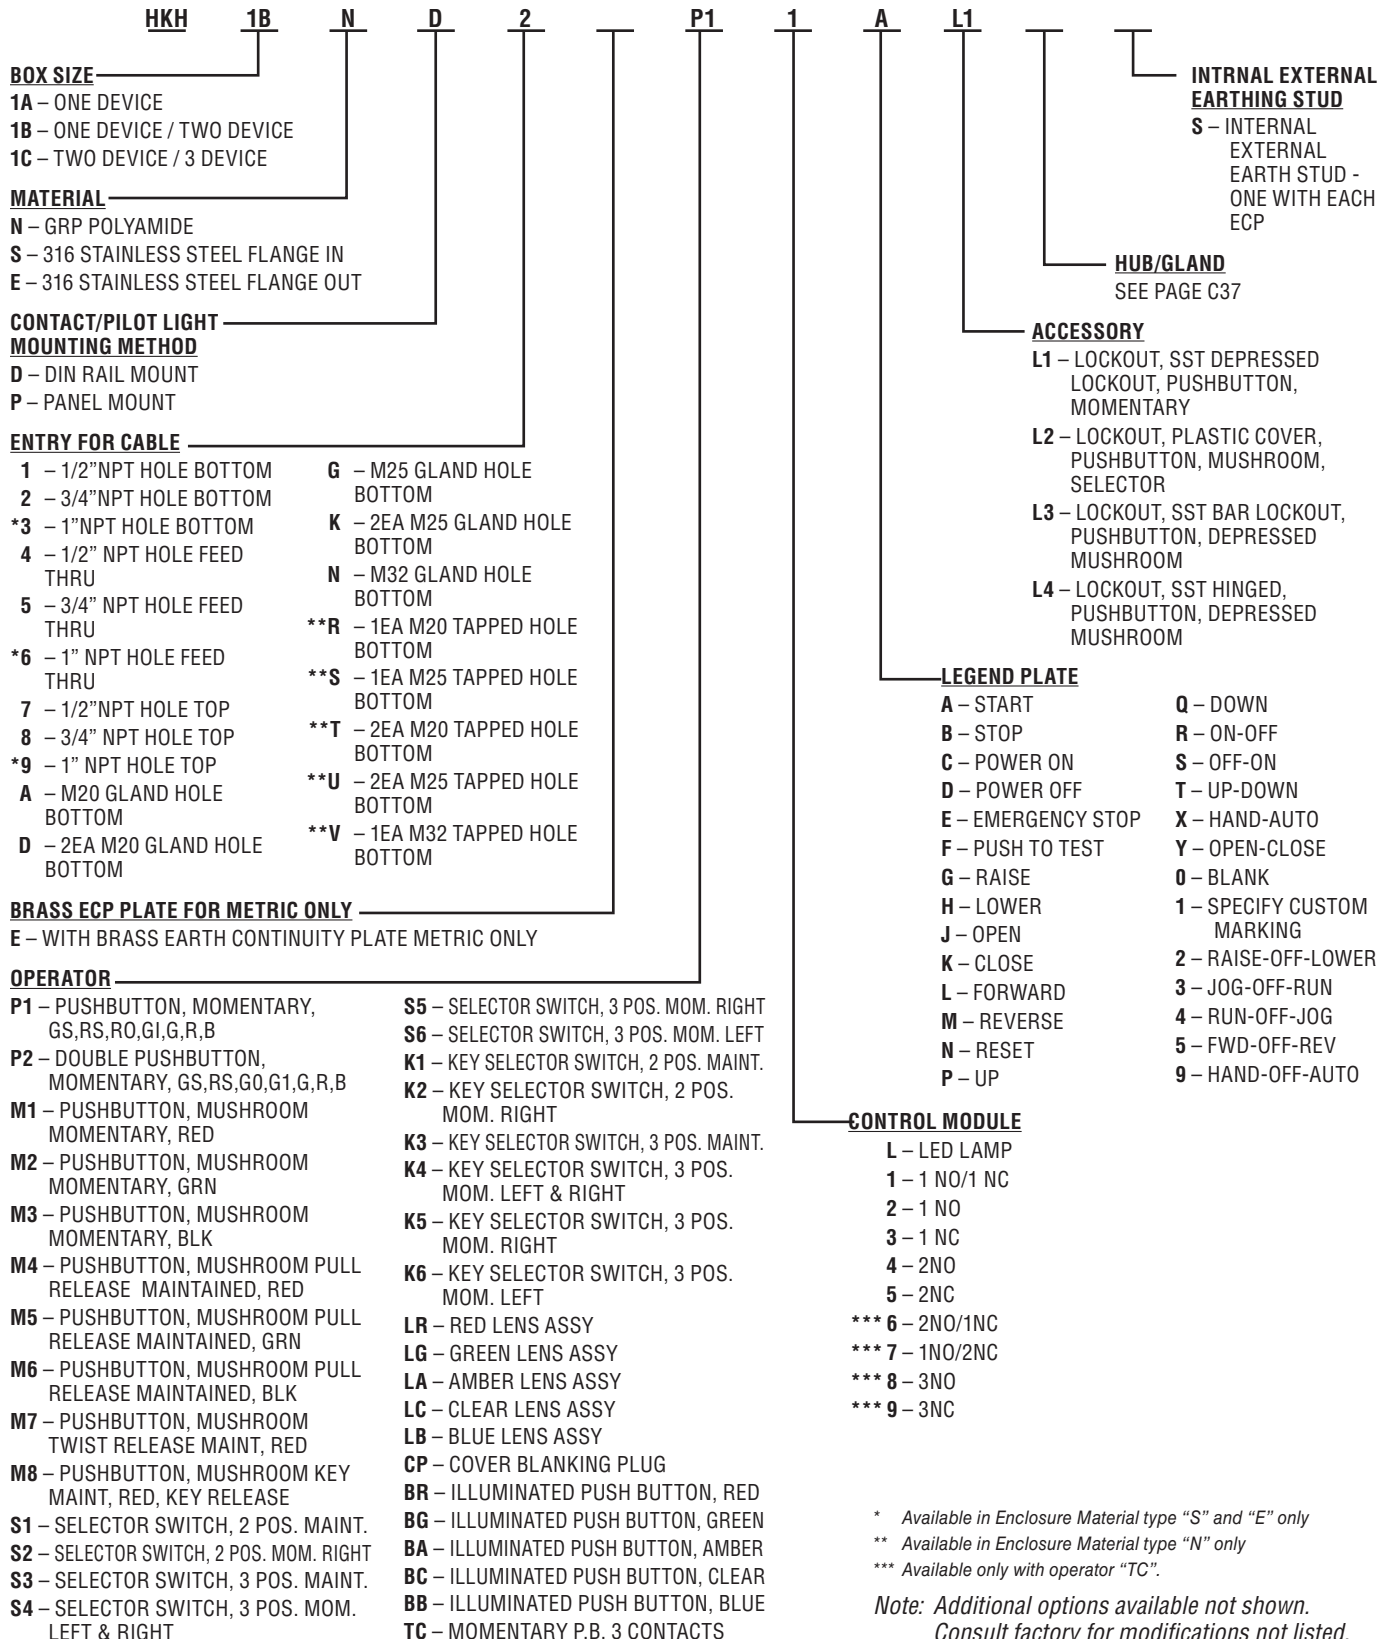 HKH 1B N D 2 P1 1 A L1
BOX SIZE
1A – ONE DEVICE
1B – ONE DEVICE / TWO DEVICE
1C – TWO DEVICE / 3 DEVICE
MATERIAL
N – GRP POLYAMIDE
S – 316 STAINLESS STEEL FLANGE IN
E – 316 STAINLESS STEEL FLANGE OUT
CONTACT/PILOT LIGHT
MOUNTING METHOD
D – DIN RAIL MOUNT
P – PANEL MOUNT
ENTRY FOR CABLE
1 – 1/2”NPT HOLE BOTTOM
2 – 3/4”NPT HOLE BOTTOM
*3 – 1”NPT HOLE BOTTOM
4 – 1/2” NPT HOLE FEED
THRU
5 – 3/4” NPT HOLE FEED
THRU
*6 – 1” NPT HOLE FEED
THRU
7 – 1/2”NPT HOLE TOP
8 – 3/4” NPT HOLE TOP
*9 – 1” NPT HOLE TOP
A – M20 GLAND HOLE
BOTTOM
D – 2EA M20 GLAND HOLE
BOTTOM
G – M25 GLAND HOLE
BOTTOM
K – 2EA M25 GLAND HOLE
BOTTOM
N – M32 GLAND HOLE
BOTTOM
**R – 1EA M20 TAPPED HOLE
BOTTOM
**S – 1EA M25 TAPPED HOLE
BOTTOM
**T – 2EA M20 TAPPED HOLE
BOTTOM
**U – 2EA M25 TAPPED HOLE
BOTTOM
**V – 1EA M32 TAPPED HOLE
BOTTOM
BRASS ECP PLATE FOR METRIC ONLY
E – WITH BRASS EARTH CONTINUITY PLATE METRIC ONLY
OPERATOR
P1 – PUSHBUTTON, MOMENTARY,
GS,RS,RO,GI,G,R,B
P2 – DOUBLE PUSHBUTTON,
MOMENTARY, GS,RS,G0,G1,G,R,B
M1 – PUSHBUTTON, MUSHROOM
MOMENTARY, RED
M2 – PUSHBUTTON, MUSHROOM
MOMENTARY, GRN
M3 – PUSHBUTTON, MUSHROOM
MOMENTARY, BLK
M4 – PUSHBUTTON, MUSHROOM PULL
RELEASE MAINTAINED, RED
M5 – PUSHBUTTON, MUSHROOM PULL
RELEASE MAINTAINED, GRN
M6 – PUSHBUTTON, MUSHROOM PULL
RELEASE MAINTAINED, BLK
M7 – PUSHBUTTON, MUSHROOM
TWIST RELEASE MAINT, RED
M8 – PUSHBUTTON, MUSHROOM KEY
MAINT, RED, KEY RELEASE
S1 – SELECTOR SWITCH, 2 POS. MAINT.
S2 – SELECTOR SWITCH, 2 POS. MOM. RIGHT
S3 – SELECTOR SWITCH, 3 POS. MAINT.
S4 – SELECTOR SWITCH, 3 POS. MOM.
LEFT & RIGHT
S5 – SELECTOR SWITCH, 3 POS. MOM. RIGHT
S6 – SELECTOR SWITCH, 3 POS. MOM. LEFT
K1 – KEY SELECTOR SWITCH, 2 POS. MAINT.
K2 – KEY SELECTOR SWITCH, 2 POS.
MOM. RIGHT
K3 – KEY SELECTOR SWITCH, 3 POS. MAINT.
K4 – KEY SELECTOR SWITCH, 3 POS.
MOM. LEFT & RIGHT
K5 – KEY SELECTOR SWITCH, 3 POS.
MOM. RIGHT
K6 – KEY SELECTOR SWITCH, 3 POS.
MOM. LEFT
LR – RED LENS ASSY
LG – GREEN LENS ASSY
LA – AMBER LENS ASSY
LC – CLEAR LENS ASSY
LB – BLUE LENS ASSY
CP – COVER BLANKING PLUG
BR – ILLUMINATED PUSH BUTTON, RED
BG – ILLUMINATED PUSH BUTTON, GREEN
BA – ILLUMINATED PUSH BUTTON, AMBER
BC – ILLUMINATED PUSH BUTTON, CLEAR
BB – ILLUMINATED PUSH BUTTON, BLUE
TC – MOMENTARY P.B. 3 CONTACTS
INTRNAL EXTERNAL
EARTHING STUD
S – INTERNAL
EXTERNAL
EARTH STUD -
ONE WITH EACH
ECP
HUB/GLAND
SEE PAGE C37
ACCESSORY
L1 – LOCKOUT, SST DEPRESSED
LOCKOUT, PUSHBUTTON,
MOMENTARY
L2 – LOCKOUT, PLASTIC COVER,
PUSHBUTTON, MUSHROOM,
SELECTOR
L3 – LOCKOUT, SST BAR LOCKOUT,
PUSHBUTTON, DEPRESSED
MUSHROOM
L4 – LOCKOUT, SST HINGED,
PUSHBUTTON, DEPRESSED
MUSHROOM
LEGEND PLATE
A – START
B – STOP
C – POWER ON
D – POWER OFF
E – EMERGENCY STOP
F – PUSH TO TEST
G – RAISE
H – LOWER
J – OPEN
K – CLOSE
L – FORWARD
M – REVERSE
N – RESET
P – UP
Q – DOWN
R – ON-OFF
S – OFF-ON
T – UP-DOWN
X – HAND-AUTO
Y – OPEN-CLOSE
0 – BLANK
1 – SPECIFY CUSTOM
MARKING
2 – RAISE-OFF-LOWER
3 – JOG-OFF-RUN
4 – RUN-OFF-JOG
5 – FWD-OFF-REV
9 – HAND-OFF-AUTO
CONTROL MODULE
L – LED LAMP
1 – 1 NO/1 NC
2 – 1 NO
3 – 1 NC
4 – 2NO
5 – 2NC
*** 6 – 2NO/1NC
*** 7 – 1NO/2NC
*** 8 – 3NO
*** 9 – 3NC
* Available in Enclosure Material type “S” and “E” only
** Available in Enclosure Material type “N” only
*** Available only with operator “TC”.
Note: Additional options available not shown.
Consult factory for modifications not listed.